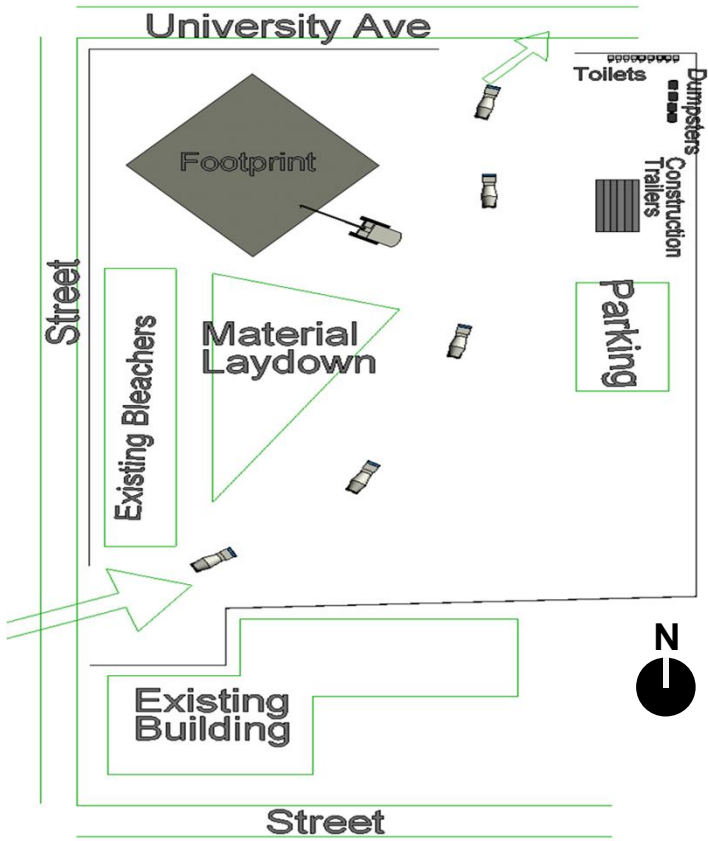 University Ave
Toilets
Dumpsters
Footprint
Construction
Trailers
Street
Parking
Material
Laydown
Existing Bleachers
N
Existing
Building
Street